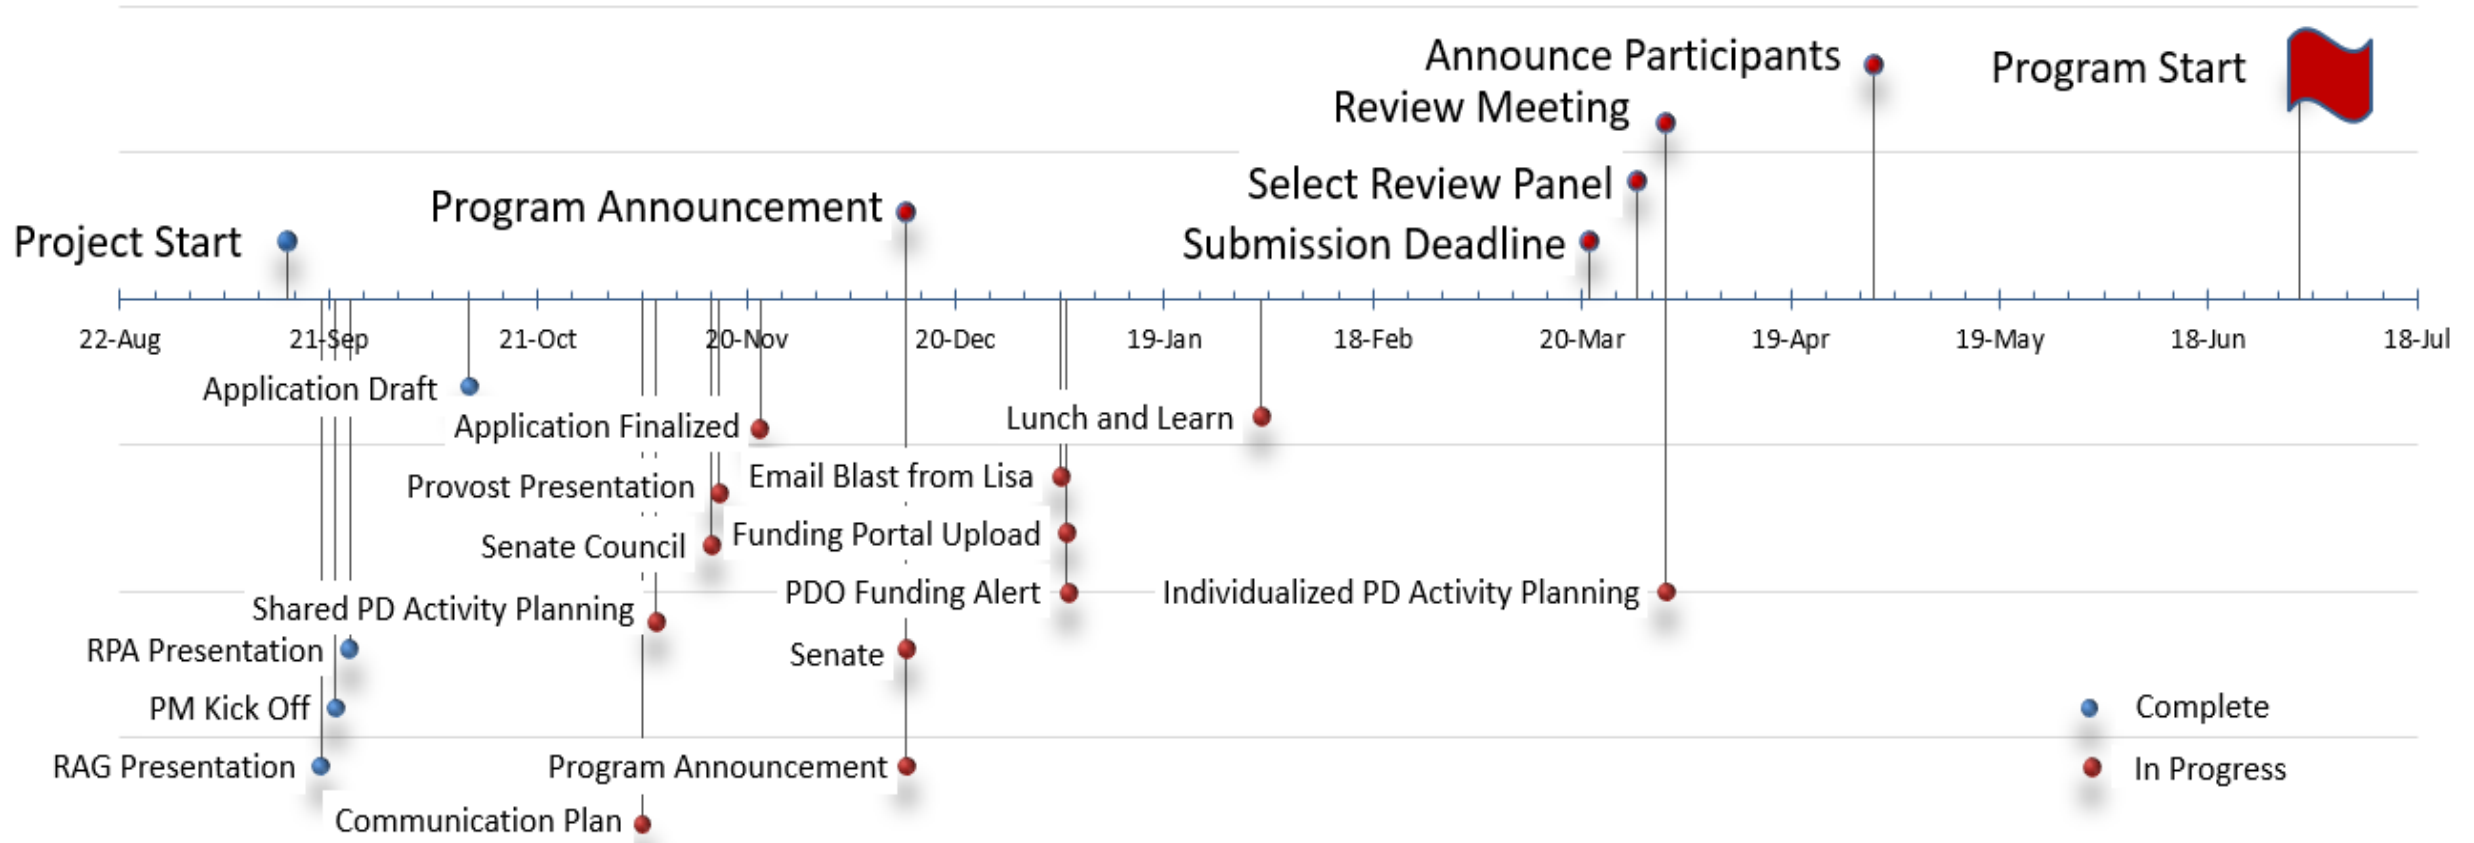 Announce Participants
Program Start
Review Meeting
Select Review Panel
Program Announcement
Project Start
Submission Deadline
22-Aug 21-Sep 21-Oct 20-Nov 20-Dec 19-Jan 18-Feb 20-Mar 19-Apr 19-May 18-Jun 18-Jul
Application Draft
Application Finalized
Lunch and Learn
Provost Presentation
Email Blast from Lisa
Senate Council
Funding Portal Upload
PDO Funding Alert
Individualized PD Activity Planning
Shared PD Activity Planning
RPA Presentation
Senate
PM Kick Off
Complete
RAG Presentation
Program Announcement
In Progress
Communication Plan